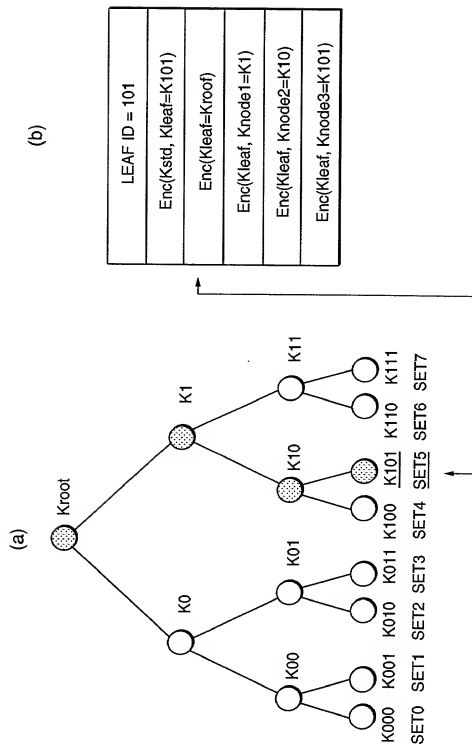 (a)
Kroot
K0
K1
K00
K01
K10
K11
K000
K001
K010
K011
K100
K101
K110
K111
SET0
SET1
SET2
SET3
SET4
SET5
SET6
SET7
(b)
LEAF ID = 101
Enc(Kstd, Kleaf=K101)
Enc(Kleaf=Kroof)
Enc(Kleaf, Knode1=K1)
Enc(Kleaf, Knode2=K10)
Enc(Kleaf, Knode3=K101)